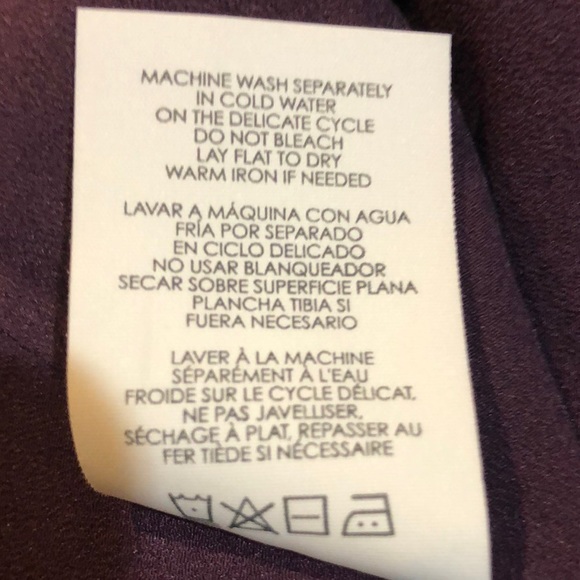 MACHINE WASH SEPARATELY
IN COLD WATER
ON THE DELICATE CYCLE
DO NOT BLEACH
LAY FLAT TO DRY
WARM IRON IF NEEDED
LAVAR A MÁQUINA CON AGUA
FRÍA POR SEPARADO
EN CICLO DELICADO
NO USAR BLANQUEADOR
SECAR SOBRE SUPERFICIE PLANA
PLANCHA TIBIA SI
FUERA NECESARIO
LAVER À LA MACHINE
SÉPARÉMENT À L'EAU
FROIDE SUR LE CYCLE DÉLICAT.
NE PAS JAVELLISER.
SÉCHAGE À PLAT, REPASSER AU
FER TIÈDE SI NÉCESSAIRE